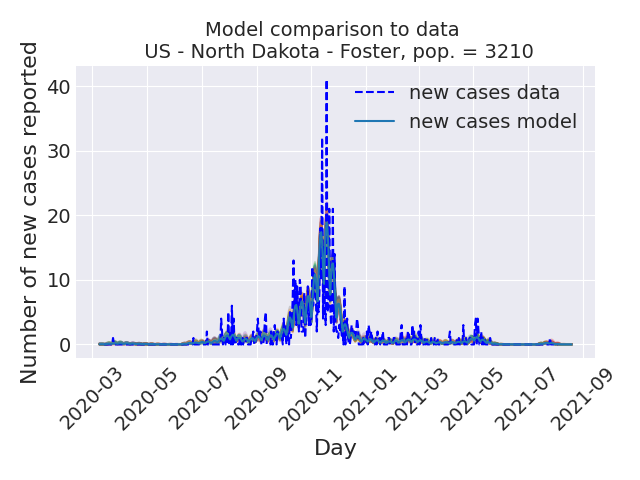 Model comparison to data
US - North Dakota - Foster, pop. = 3210
Number of new cases reported
40
30
20
10
0
new cases data
new cases model
2020-03
2020-05
2020-07
2020-09
2020-11
2021-01
2021-03
2021-05
2021-07
2021-09
Day